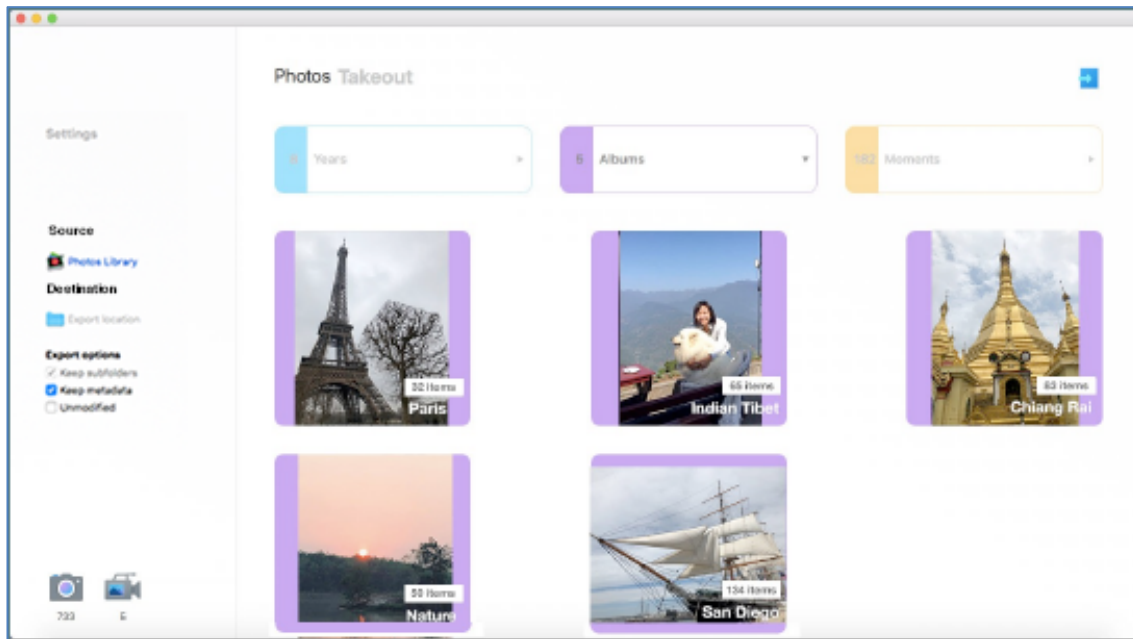 Photos Takeout
Settings
Years
5 Albums
182 Moments
Source
Photos Library
Destination
Export location
Export options
Keep subfolders
Keep metadata
Unmodified
32 items
Paris
65 items
Indian Tibet
83 items
Chiang Rai
50 items
Nature
134 items
San Diego
733
5